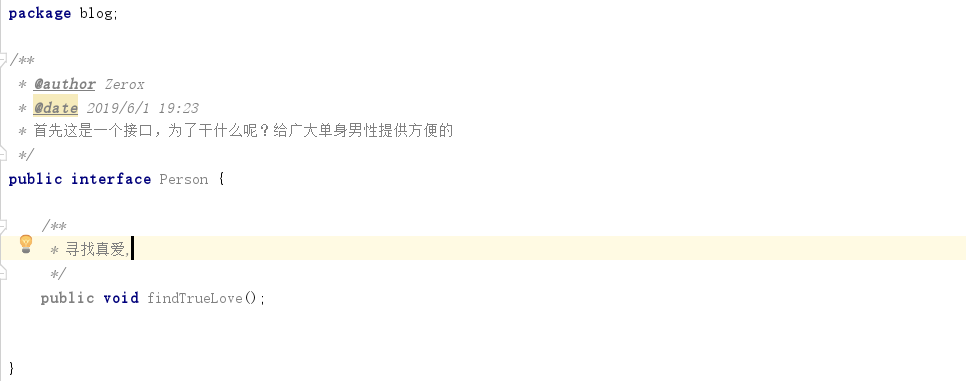 package blog;
/**
 * @author Zerox
 * @date 2019/6/1 19:23
 * 首先这是一个接口，为了干什么呢？给广大单身男性提供方便的
 */
public interface Person {
    /**
     * 寻找真爱,
     */
    public void findTrueLove();
}